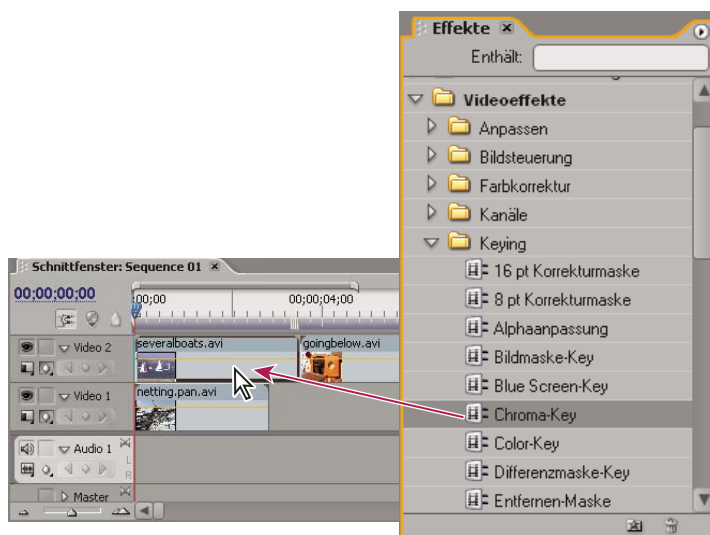 Effekte
Enthält:
Videoeffekte
Anpassen
Bildsteuerung
Farbkorrektur
Kanäle
Keying
16 pt Korrekturmaske
8 pt Korrekturmaske
Alphaanpassung
Bildmaske-Key
Blue Screen-Key
Chroma-Key
Color-Key
Differenzmaske-Key
Entfernen-Maske
Schnittfenster: Sequence 01
00;00;00;00
;00;00
00;00;04;00
Video 2
severalboats.avi
goingbelow.avi
Video 1
netting.pan.avi
Audio 1
L
R
Master